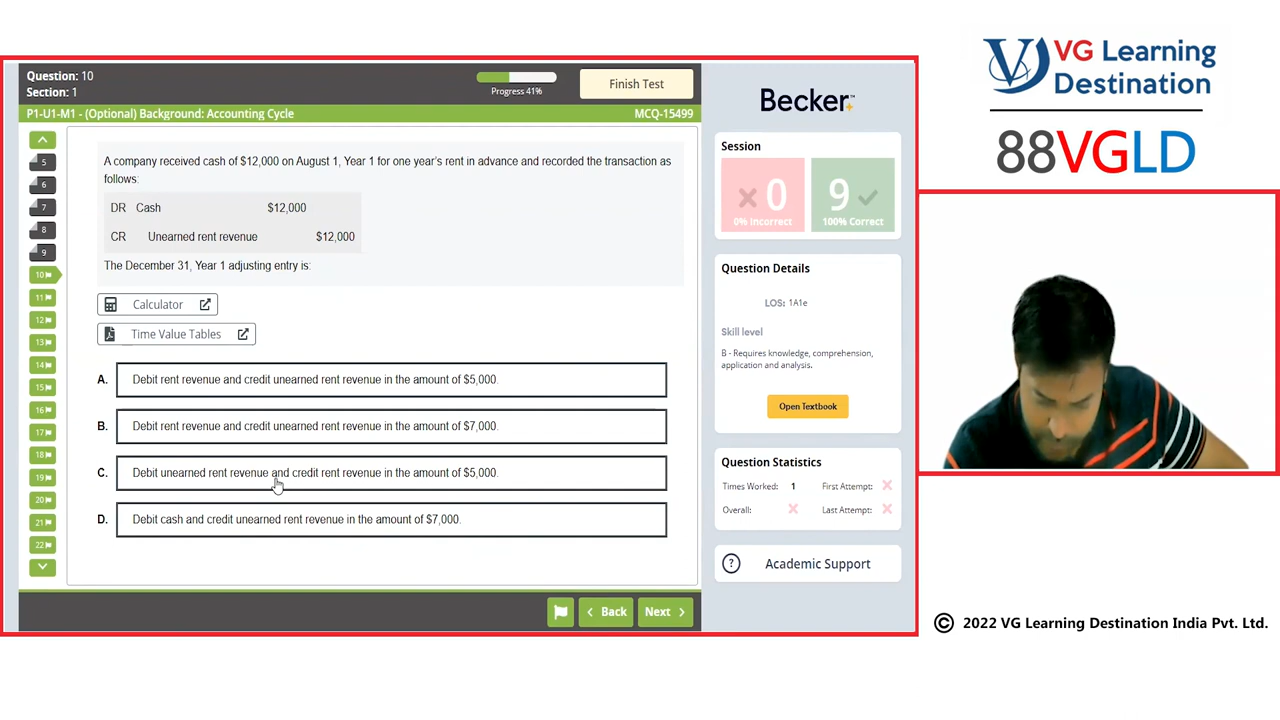 Question: 10
Section: 1
Progress 41%
Finish Test
P1-U1-M1 - (Optional) Background: Accounting Cycle
MCQ-15499
5
6
7
8
9
10
11
12
13
14
15
16
17
18
19
20
21
22
A company received cash of $12,000 on August 1, Year 1 for one year's rent in advance and recorded the transaction as
follows:
DR Cash $12,000
CR Unearned rent revenue $12,000
The December 31, Year 1 adjusting entry is:
Calculator
Time Value Tables
A. Debit rent revenue and credit unearned rent revenue in the amount of $5,000.
B. Debit rent revenue and credit unearned rent revenue in the amount of $7,000.
C. Debit unearned rent revenue and credit rent revenue in the amount of $5,000.
D. Debit cash and credit unearned rent revenue in the amount of $7,000.
Back
Next
Becker
Session
0
0% Incorrect
9
100% Correct
Question Details
LOS: 1A1e
Skill level
B - Requires knowledge, comprehension,
application and analysis.
Open Textbook
Question Statistics
Times Worked: 1 First Attempt:
Overall: Last Attempt:
? Academic Support
VG Learning
Destination
88VGLD
© 2022 VG Learning Destination India Pvt. Ltd.